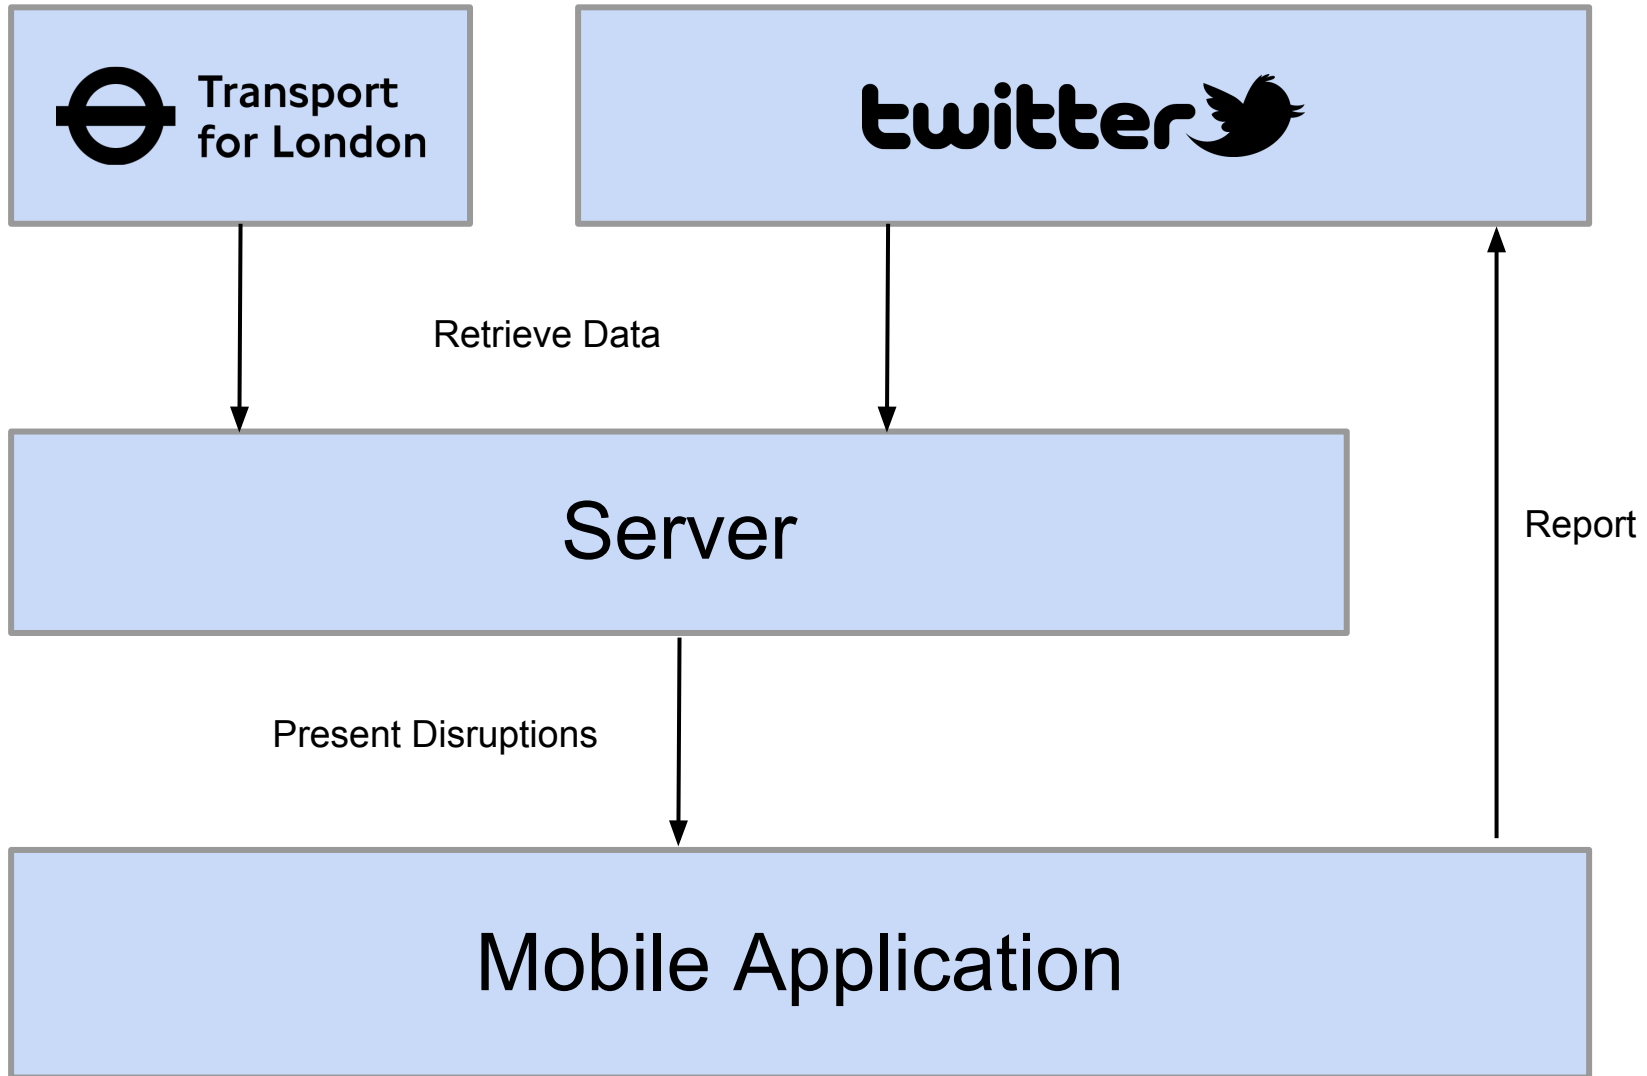 Transport
for London
twitter
Retrieve Data
Server
Report
Present Disruptions
Mobile Application